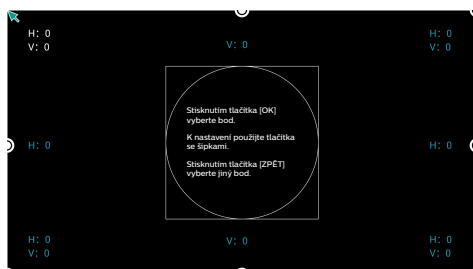 H: 0
V: 0
V: 0
H: 0
V: 0
Stisknutím tlačítka [OK]
vyberte bod.
K nastavení použijte tlačítka
se šipkami.
Stisknutím tlačítka [ZPĚT]
vyberte jiný bod.
H: 0
H: 0
H: 0
V: 0
V: 0
H: 0
V: 0